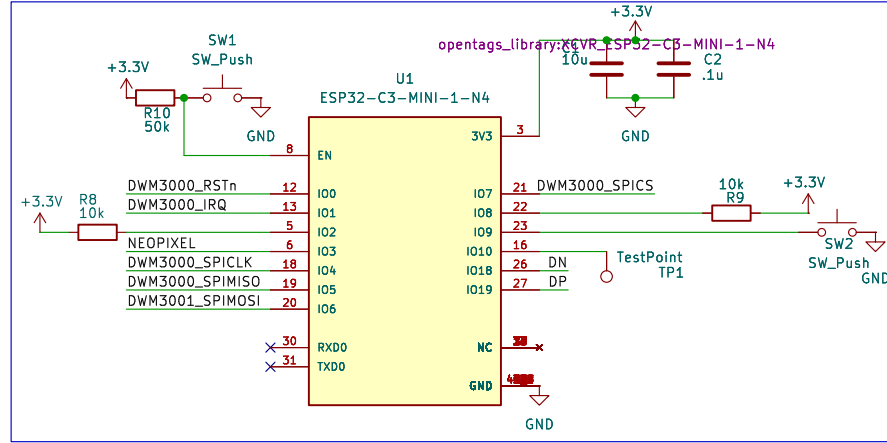 +3.3V
opentags_library:XCVR_ESP32-C3-MINI-1-N4
C1
10u
C2
.1u
GND
SW1
SW_Push
+3.3V
R10
50k
GND
U1
ESP32-C3-MINI-1-N4
3V3
3
8
EN
DWM3000_RSTn
12
IO0
DWM3000_IRQ
13
IO1
+3.3V
R8
10k
5
IO2
NEOPIXEL
6
IO3
DWM3000_SPICLK
18
IO4
DWM3000_SPIMISO
19
IO5
DWM3001_SPIMOSI
20
IO6
30
RXD0
31
TXD0
IO7
21
DWM3000_SPICS
IO8
22
10k
R9
+3.3V
IO9
23
SW2
SW_Push
GND
IO10
16
TestPoint
TP1
IO18
26
DN
IO19
27
DP
NC
GND
GND